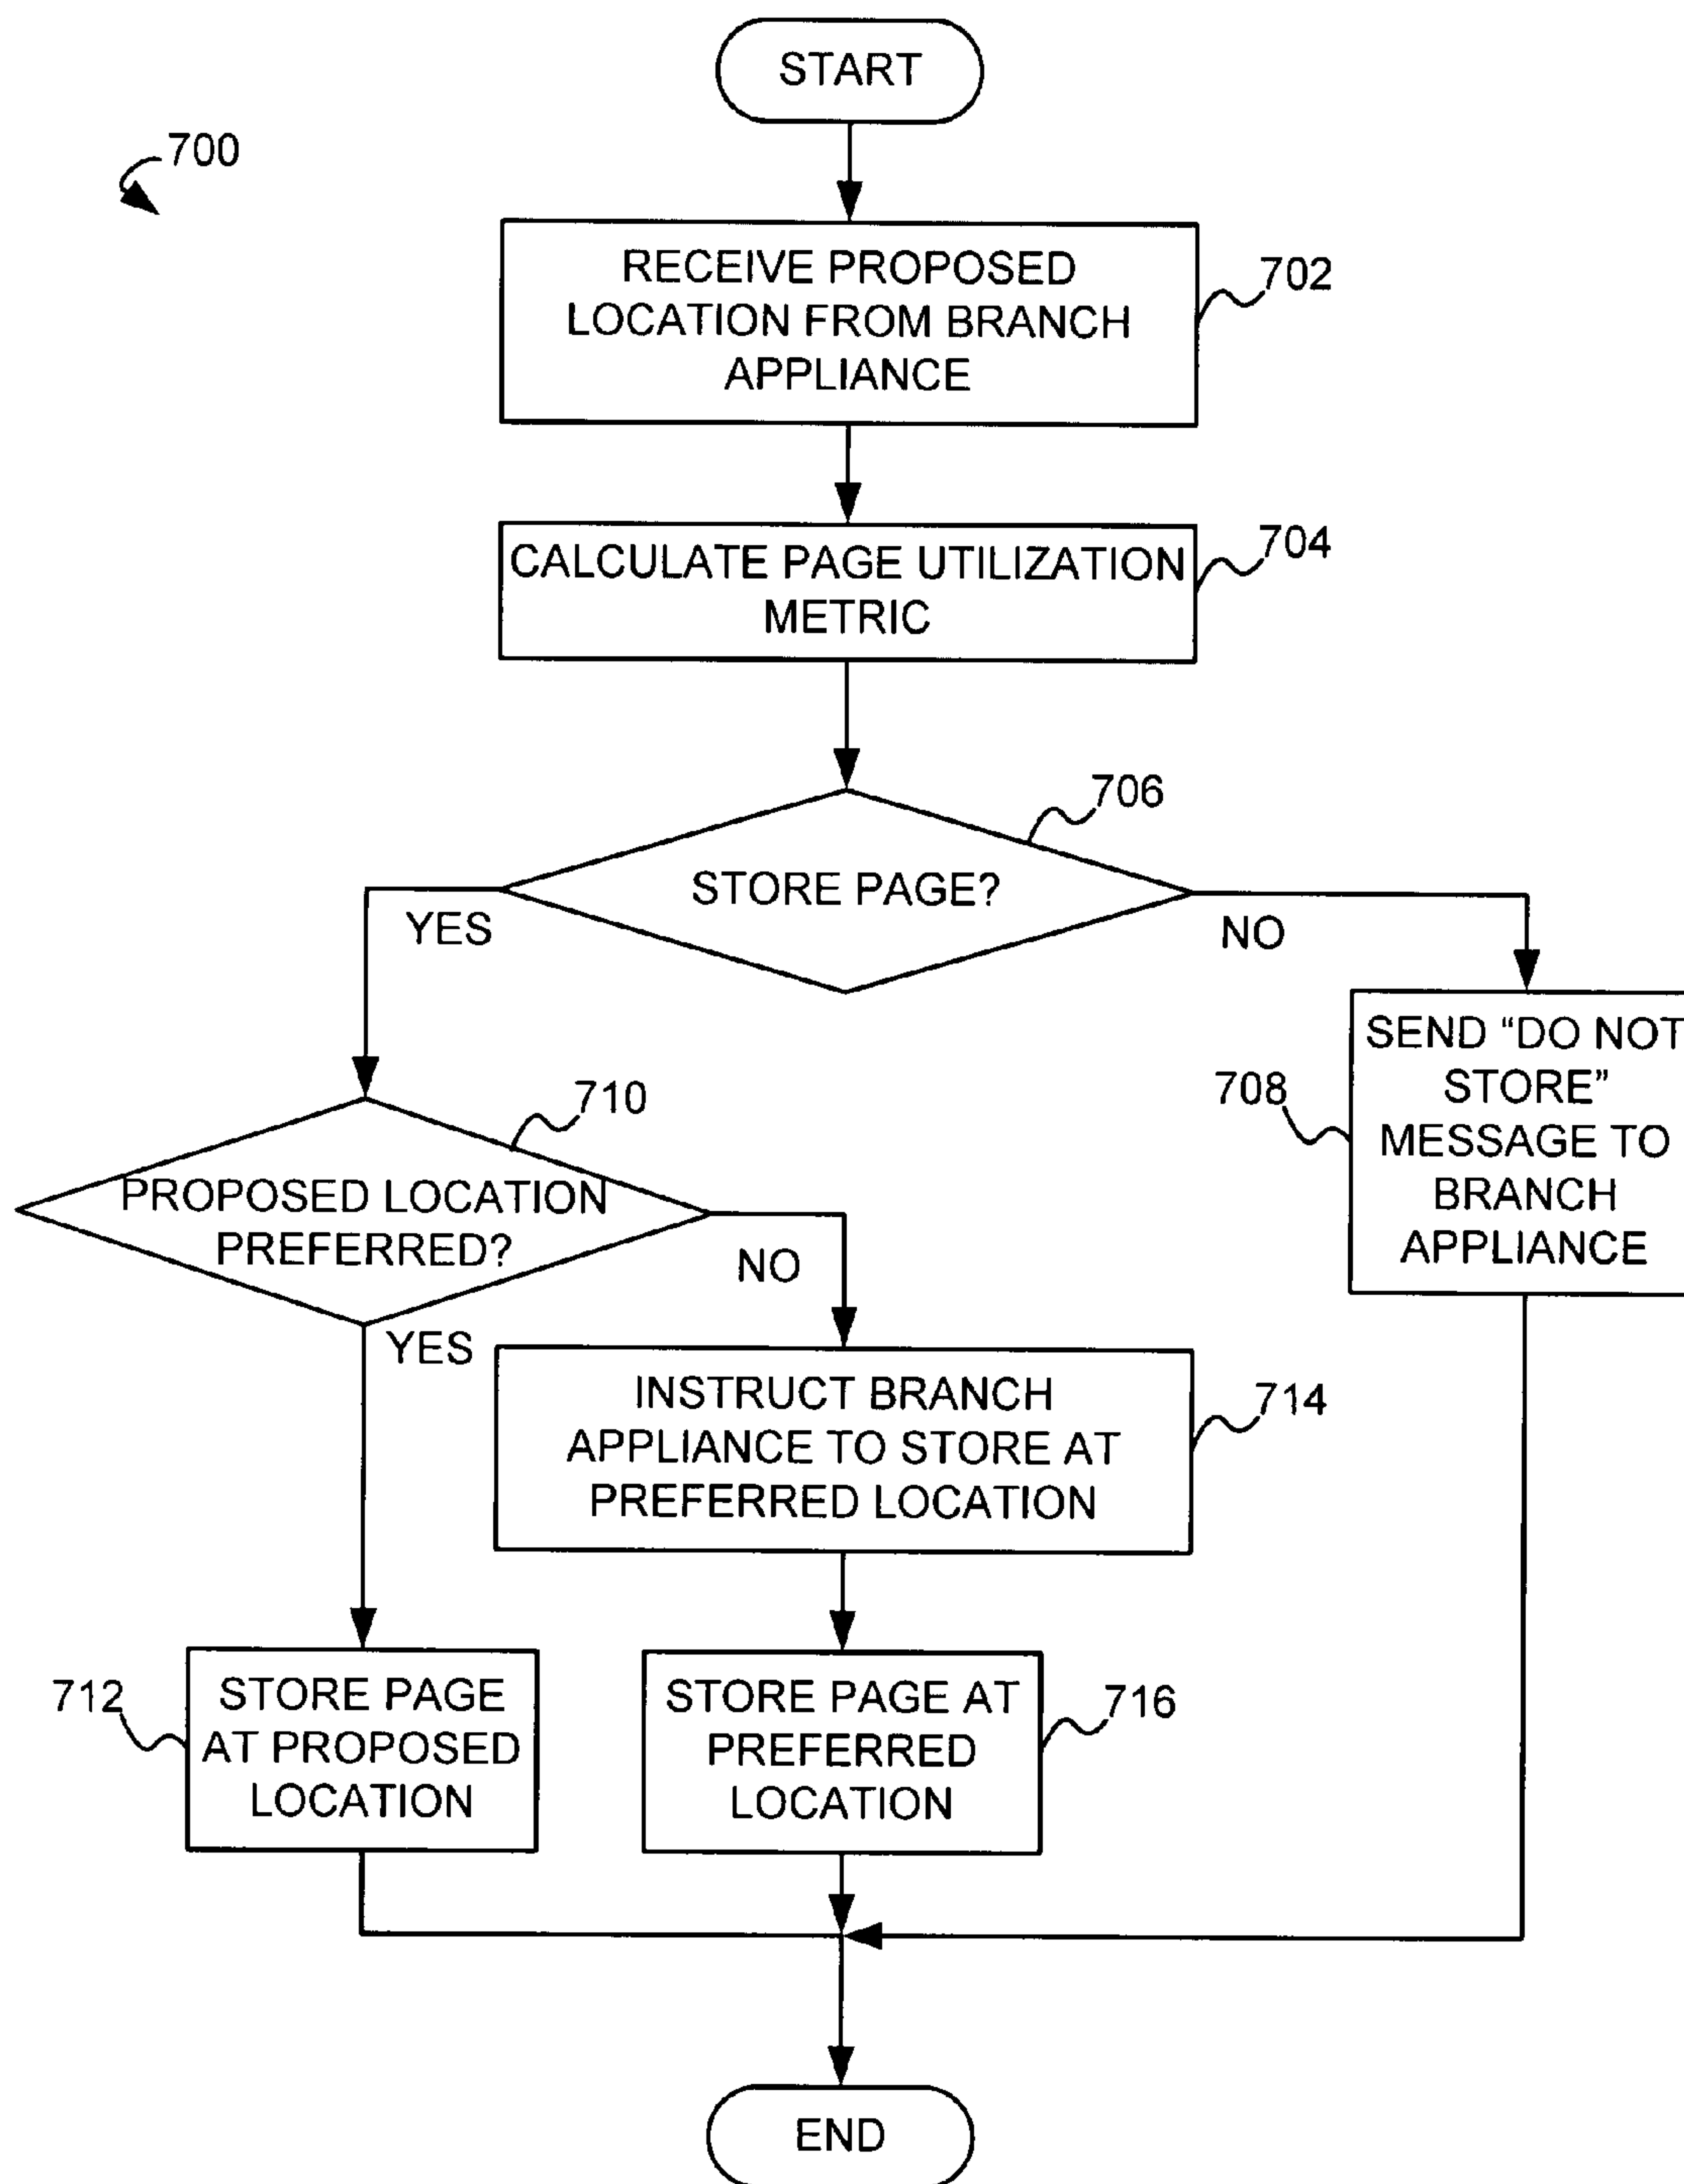 START
700
RECEIVE PROPOSED
LOCATION FROM BRANCH
APPLIANCE
702
CALCULATE PAGE UTILIZATION
METRIC
704
706
STORE PAGE?
YES
NO
SEND “DO NOT
STORE”
MESSAGE TO
BRANCH
APPLIANCE
708
710
PROPOSED LOCATION
PREFERRED?
NO
YES
INSTRUCT BRANCH
APPLIANCE TO STORE AT
PREFERRED LOCATION
714
712
STORE PAGE
AT PROPOSED
LOCATION
STORE PAGE AT
PREFERRED
LOCATION
716
END